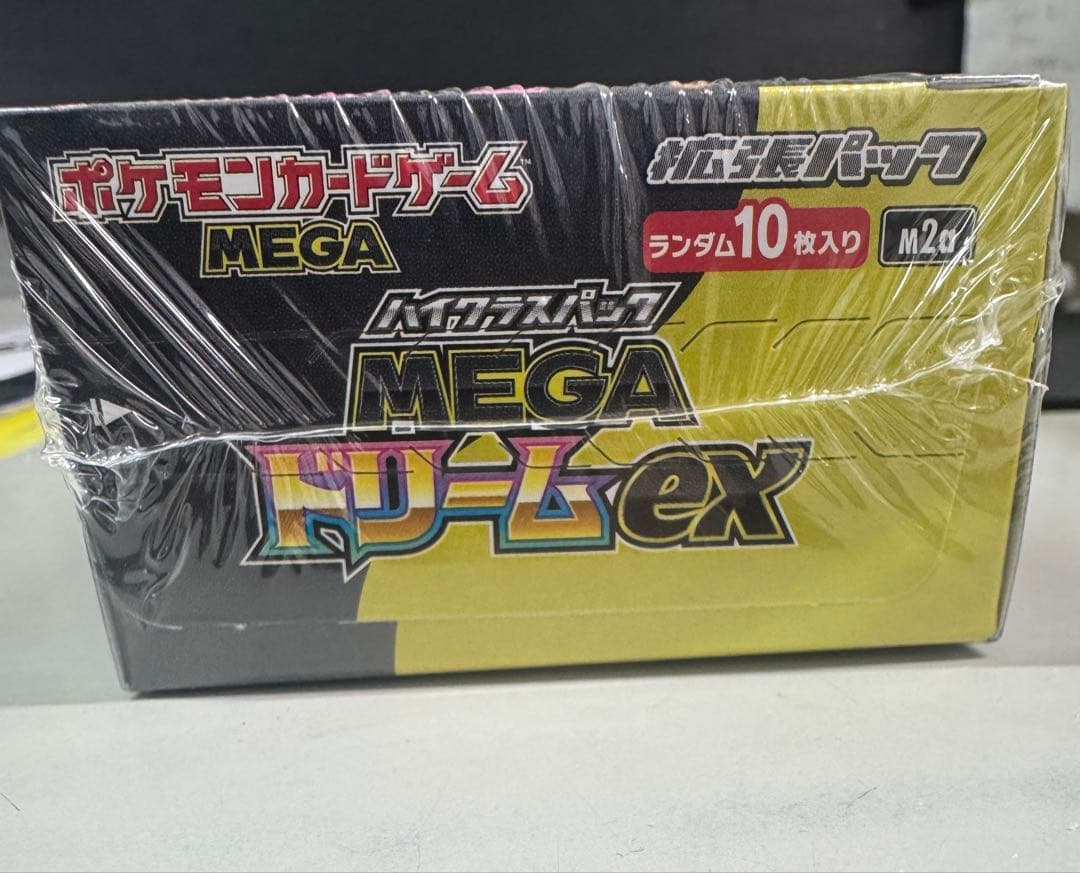 ポケモンカードゲーム™
MEGA
拡張パック
ランダム10枚入り
M2a
ハイクラスパック
MEGA
ドリームex